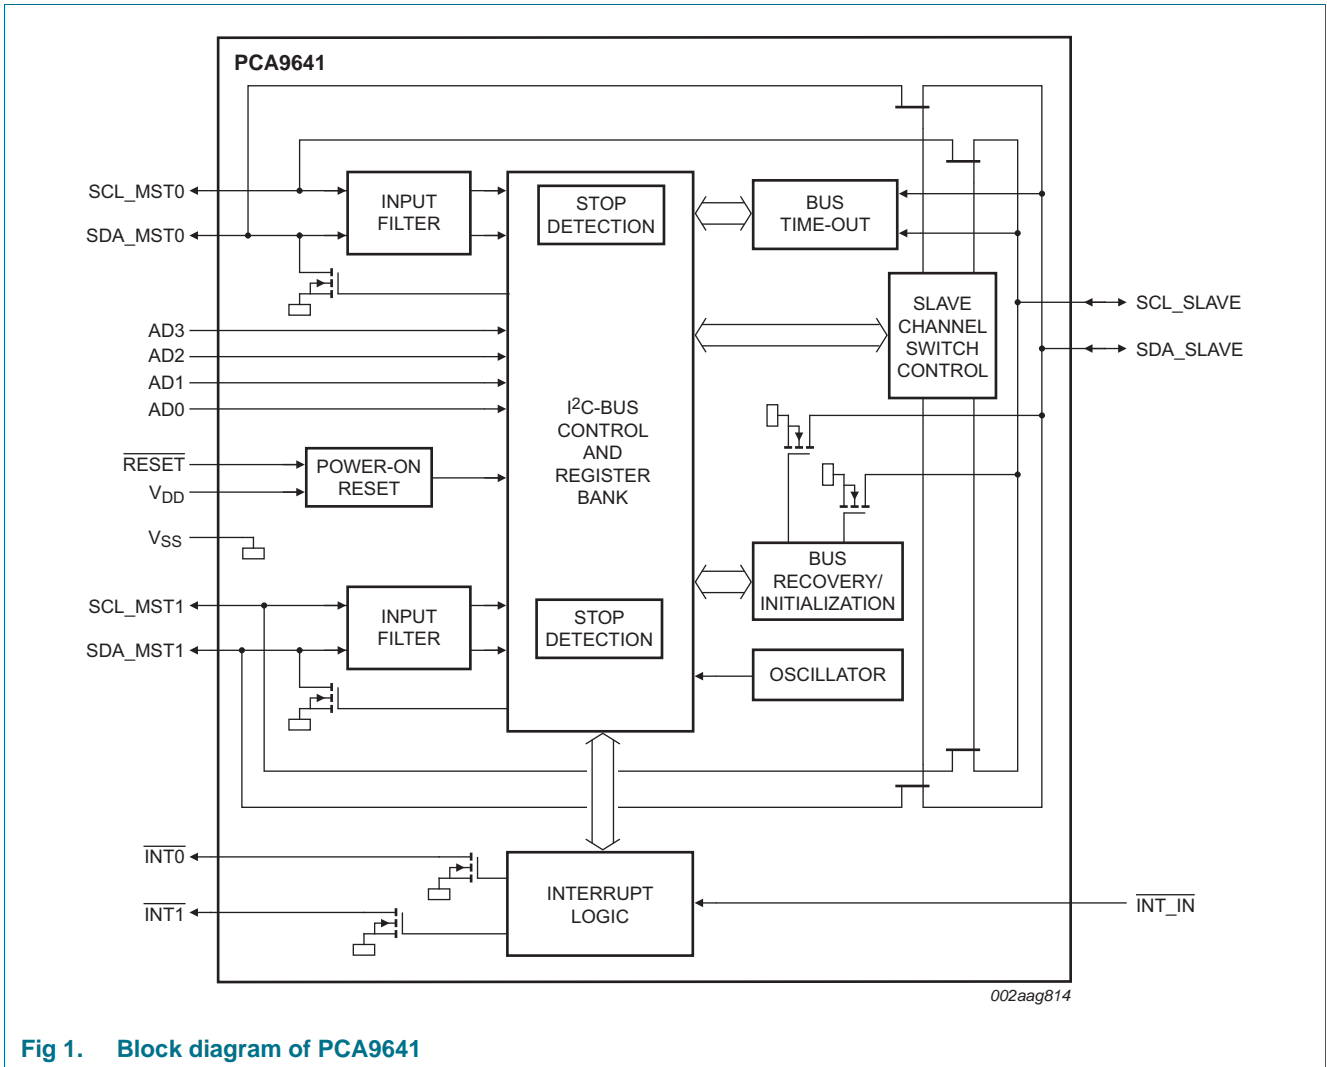 PCA9641
SCL_MST0
SDA_MST0
INPUT
FILTER
STOP
DETECTION
BUS
TIME-OUT
AD3
AD2
AD1
AD0
SLAVE
CHANNEL
SWITCH
CONTROL
SCL_SLAVE
SDA_SLAVE
I2C-BUS
CONTROL
AND
REGISTER
BANK
RESET
VDD
POWER-ON
RESET
VSS
BUS
RECOVERY/
INITIALIZATION
SCL_MST1
SDA_MST1
INPUT
FILTER
STOP
DETECTION
OSCILLATOR
INT0
INT1
INTERRUPT
LOGIC
INT_IN
002aag814
Fig 1. Block diagram of PCA9641